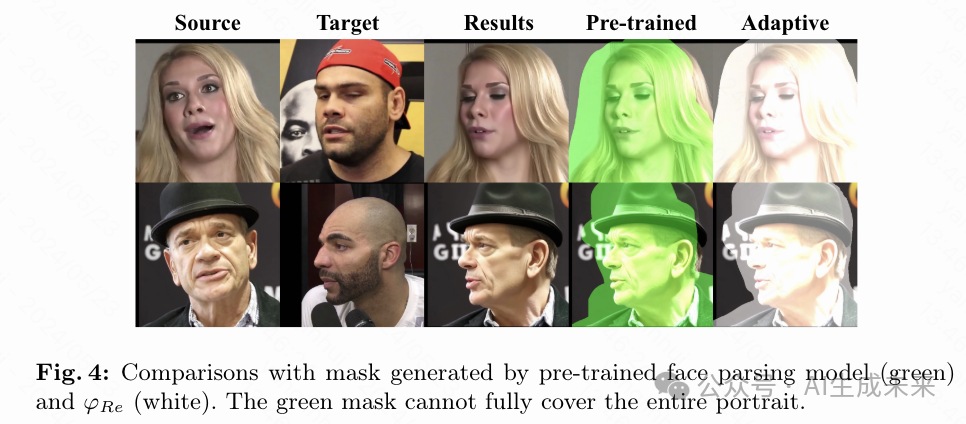 Source Target Results Pre-trained Adaptive
Fig. 4: Comparisons with mask generated by pre-trained face parsing model (green)
and φ_Re (white). The green mask cannot fully cover the entire portrait.
公众号 · AI生成未来